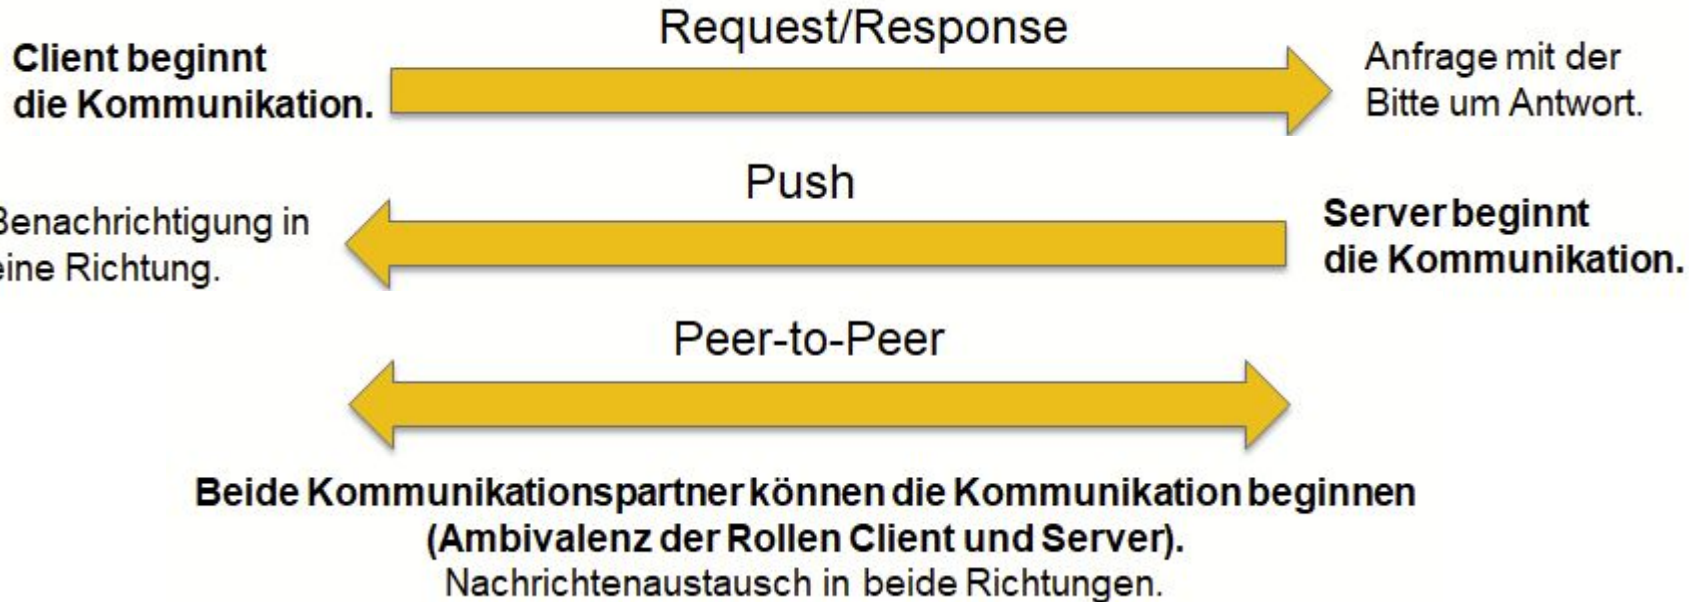 Request/Response
Client beginnt
die Kommunikation.
Anfrage mit der
Bitte um Antwort.
Push
Benachrichtigung in
eine Richtung.
Server beginnt
die Kommunikation.
Peer-to-Peer
Beide Kommunikationspartner können die Kommunikation beginnen
(Ambivalenz der Rollen Client und Server).
Nachrichtenaustausch in beide Richtungen.